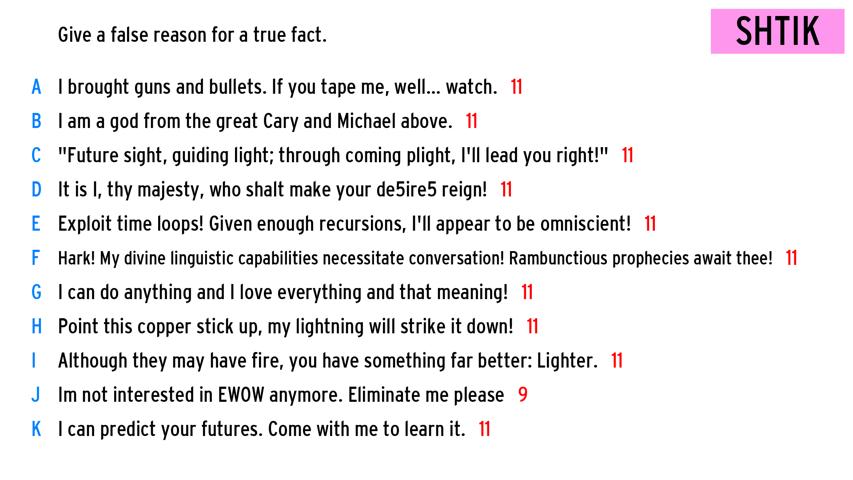 Give a false reason for a true fact.
SHTIK
A I brought guns and bullets. If you tape me, well... watch. 11
B I am a god from the great Cary and Michael above. 11
C "Future sight, guiding light; through coming plight, I'll lead you right!" 11
D It is I, thy majesty, who shalt make your de5ire5 reign! 11
E Exploit time loops! Given enough recursions, I'll appear to be omniscient! 11
F Hark! My divine linguistic capabilities necessitate conversation! Rambunctious prophecies await thee! 11
G I can do anything and I love everything and that meaning! 11
H Point this copper stick up, my lightning will strike it down! 11
I Although they may have fire, you have something far better: Lighter. 11
J Im not interested in EWOW anymore. Eliminate me please 9
K I can predict your futures. Come with me to learn it. 11